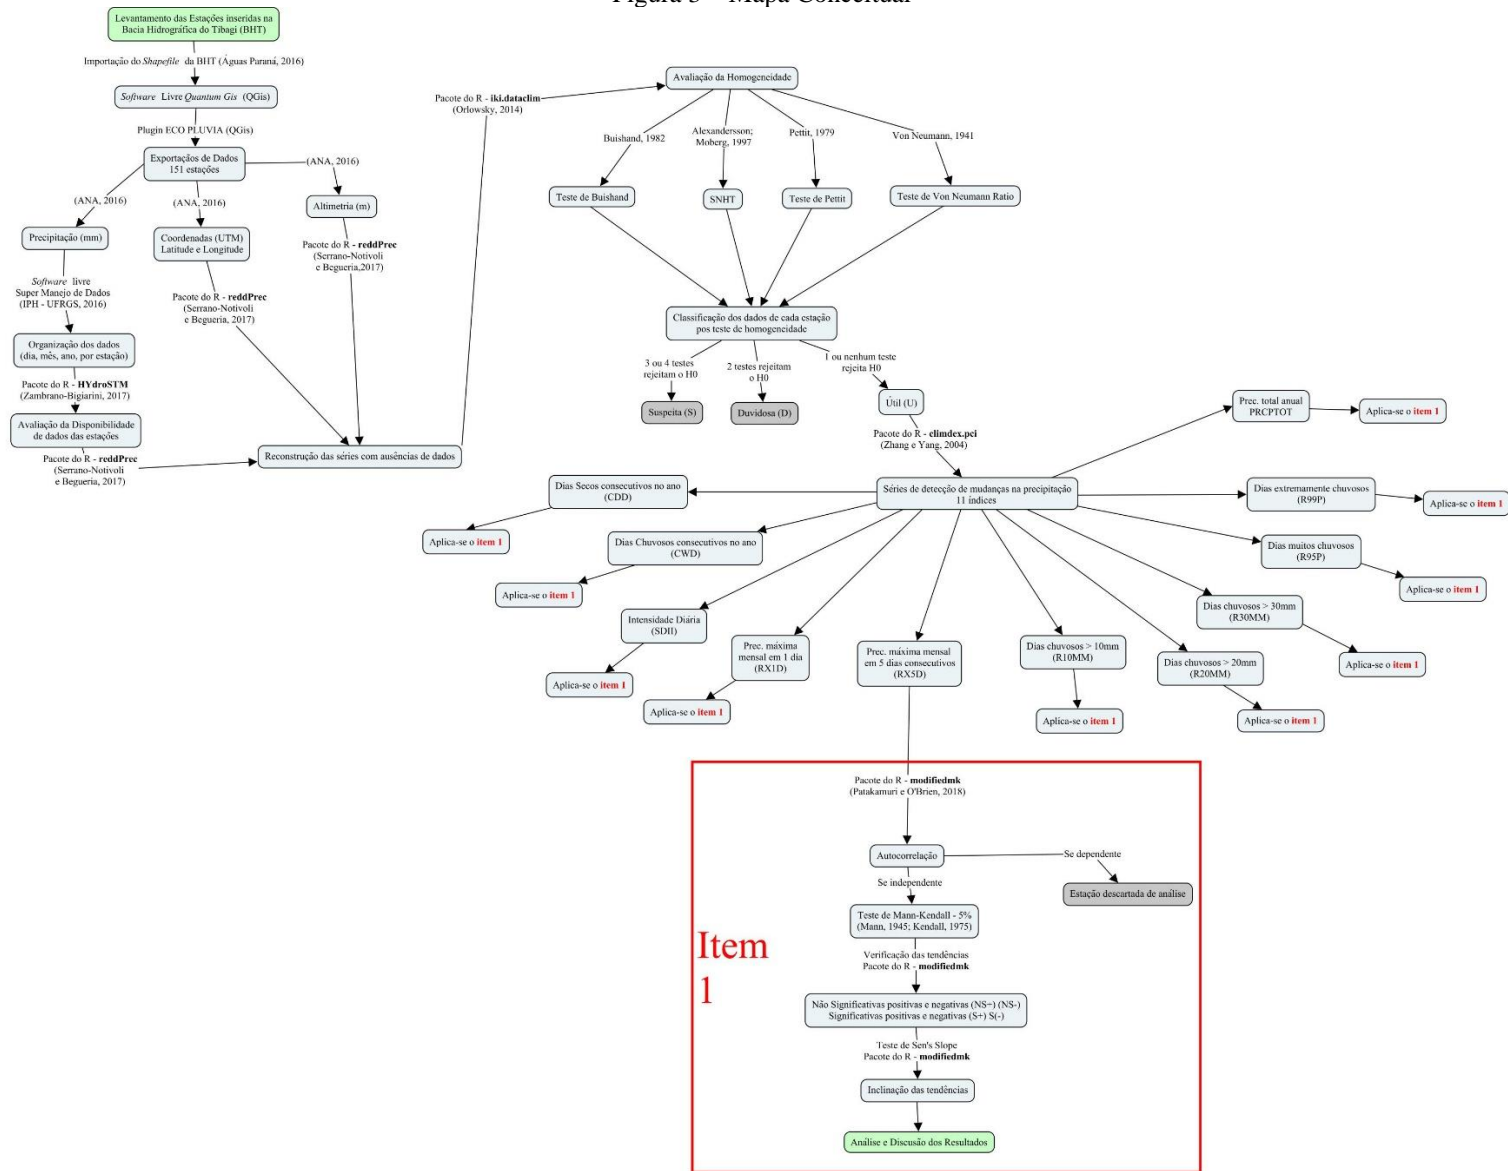 Figura 3 – Mapa Conceitual
Levantamento das Estações inseridas na
Bacia Hidrográfica do Tibagi (BHT)
Importação do Shapefile da BHT (Águas Paraná, 2016)
Software Livre Quantum Gis (QGis)
Plugin ECO PLUVIA (QGis)
Exportaçãos de Dados
151 estações
(ANA, 2016)
(ANA, 2016)
(ANA, 2016)
Precipitação (mm)
Coordenadas (UTM)
Latitude e Longitude
Altimetria (m)
Software livre
Super Manejo de Dados
(IPH - UFRGS, 2016)
Pacote do R - reddPrec
(Serrano-Notivoli
e Begueria, 2017)
Pacote do R - reddPrec
(Serrano-Notivoli
e Begueria,2017)
Organização dos dados
(dia, mês, ano, por estação)
Pacote do R - HYdroSTM
(Zambrano-Bigiarini, 2017)
Avaliação da Disponibilidade
de dados das estações
Pacote do R - reddPrec
(Serrano-Notivoli
e Begueria, 2017)
Reconstrução das séries com ausências de dados
Pacote do R - iki.dataclim
(Orlowsky, 2014)
Avaliação da Homogeneidade
Buishand, 1982
Alexandersson;
Moberg, 1997
Pettit, 1979
Von Neumann, 1941
Teste de Buishand
SNHT
Teste de Pettit
Teste de Von Neumann Ratio
Classificação dos dados de cada estação
pos teste de homogeneidade
3 ou 4 testes
rejeitam o H0
2 testes rejeitam
o H0
1 ou nenhum teste
rejeita H0
Suspeita (S)
Duvidosa (D)
Útil (U)
Pacote do R - climdex.pci
(Zhang e Yang, 2004)
Séries de detecção de mudanças na precipitação
11 índices
Prec. total anual
PRCPTOT
Aplica-se o item 1
Dias Secos consecutivos no ano
(CDD)
Aplica-se o item 1
Dias extremamente chuvosos
(R99P)
Aplica-se o item 1
Dias Chuvosos consecutivos no ano
(CWD)
Aplica-se o item 1
Dias muitos chuvosos
(R95P)
Aplica-se o item 1
Intensidade Diária
(SDII)
Aplica-se o item 1
Prec. máxima
mensal em 1 dia
(RX1D)
Aplica-se o item 1
Prec. máxima mensal
em 5 dias consecutivos
(RX5D)
Dias chuvosos > 10mm
(R10MM)
Aplica-se o item 1
Dias chuvosos > 20mm
(R20MM)
Aplica-se o item 1
Dias chuvosos > 30mm
(R30MM)
Aplica-se o item 1
Item
1
Pacote do R - modifiedmk
(Patakamuri e O'Brien, 2018)
Autocorrelação
Se dependente
Estação descartada de análise
Se independente
Teste de Mann-Kendall - 5%
(Mann, 1945; Kendall, 1975)
Verificação das tendências
Pacote do R - modifiedmk
Não Significativas positivas e negativas (NS+) (NS-)
Significativas positivas e negativas (S+) S(-)
Teste de Sen's Slope
Pacote do R - modifiedmk
Inclinação das tendências
Análise e Discusão dos Resultados